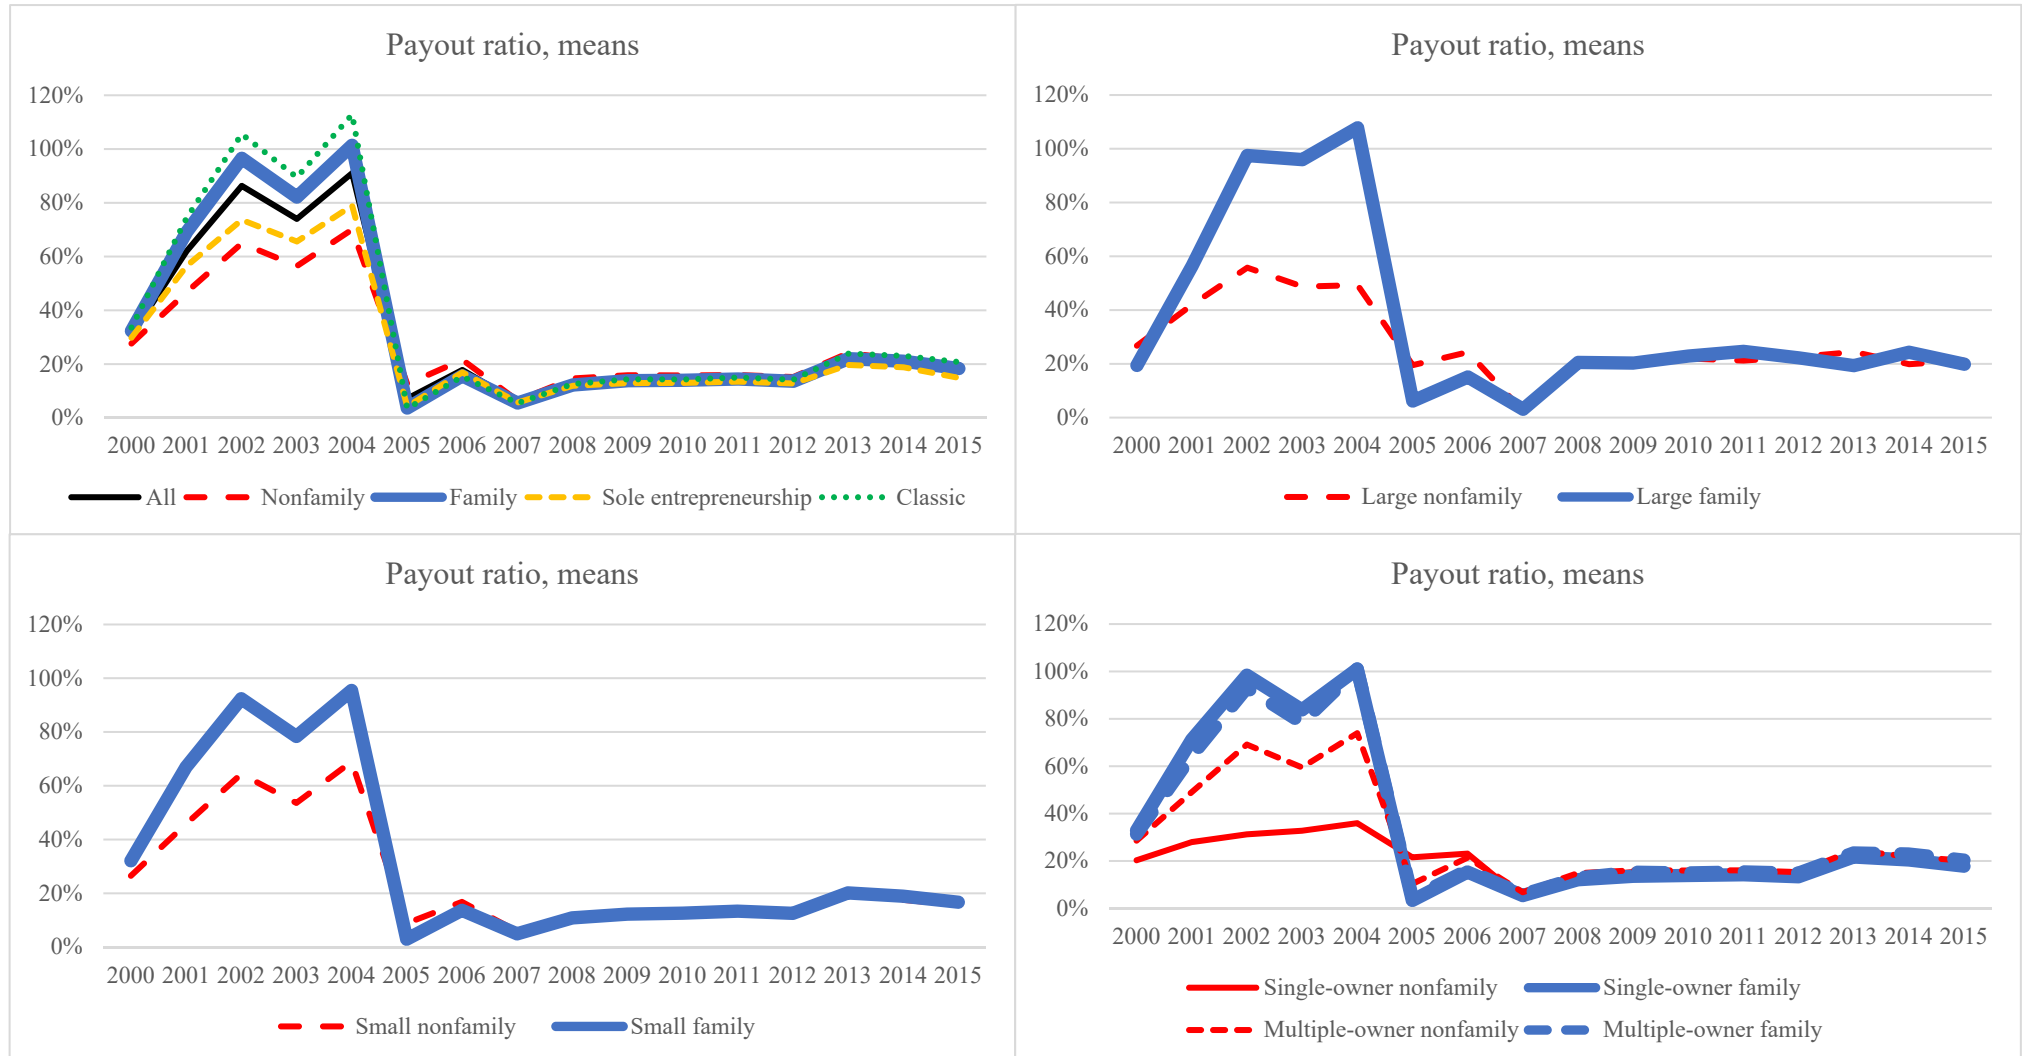 Payout ratio, means
120%
100%
80%
60%
40%
20%
0%
2000 2001 2002 2003 2004 2005 2006 2007 2008 2009 2010 2011 2012 2013 2014 2015
All Nonfamily Family Sole entrepreneurship Classic
Payout ratio, means
120%
100%
80%
60%
40%
20%
0%
2000 2001 2002 2003 2004 2005 2006 2007 2008 2009 2010 2011 2012 2013 2014 2015
Large nonfamily Large family
Payout ratio, means
120%
100%
80%
60%
40%
20%
0%
2000 2001 2002 2003 2004 2005 2006 2007 2008 2009 2010 2011 2012 2013 2014 2015
Small nonfamily Small family
Payout ratio, means
120%
100%
80%
60%
40%
20%
0%
2000 2001 2002 2003 2004 2005 2006 2007 2008 2009 2010 2011 2012 2013 2014 2015
Single-owner nonfamily Single-owner family
Multiple-owner nonfamily Multiple-owner family